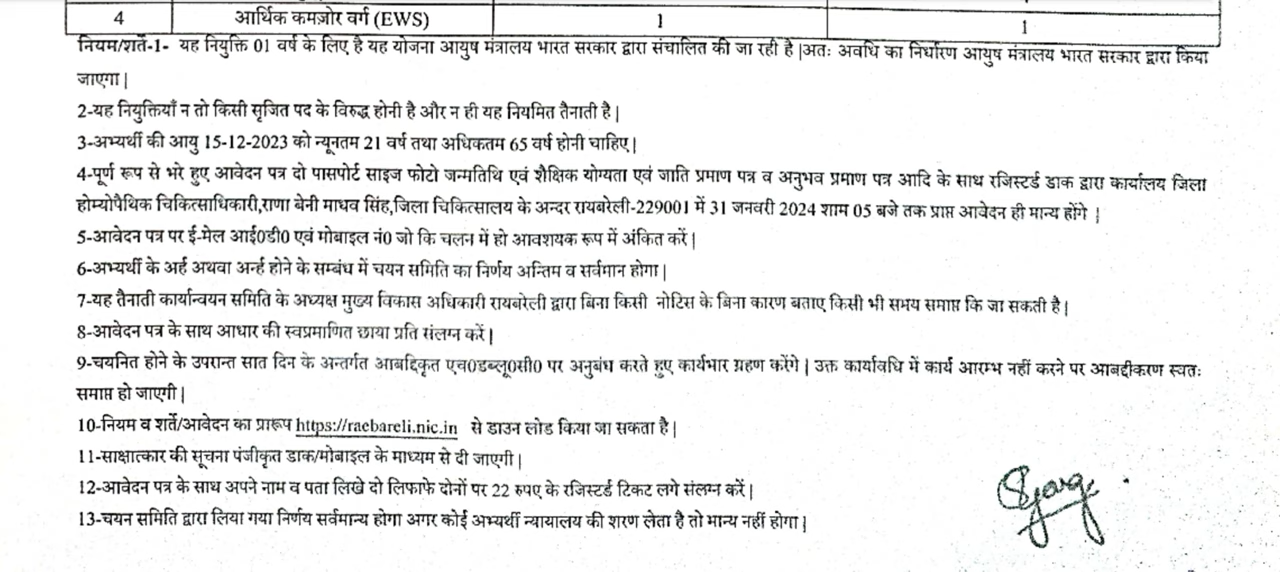 4 आर्थिक कमज़ोर वर्ग (EWS) 1 1
नियम/शर्ते-1- यह नियुक्ति 01 वर्ष के लिए है यह योजना आयुष मंत्रालय भारत सरकार द्वारा संचालित की जा रही है |अतः अवधि का निर्धारण आयुष मंत्रालय भारत सरकार द्वारा किया
जाएगा |
2-यह नियुक्तियाँ न तो किसी सृजित पद के विरुद्ध होनी है और न ही यह नियमित तैनाती है |
3-अभ्यर्थी की आयु 15-12-2023 को न्यूनतम 21 वर्ष तथा अधिकतम 65 वर्ष होनी चाहिए |
4-पूर्ण रूप से भरे हुए आवेदन पत्र दो पासपोर्ट साइज फोटो जन्मतिथि एवं शैक्षिक योग्यता एवं जाति प्रमाण पत्र व अनुभव प्रमाण पत्र आदि के साथ रजिस्टर्ड डाक द्वारा कार्यालय जिला
होम्योपैथिक चिकित्साधिकारी,राणा बेनी माधव सिंह,जिला चिकित्सालय के अन्दर रायबरेली-229001 में 31 जनवरी 2024 शाम 05 बजे तक प्राप्त आवेदन ही मान्य होंगे |
5-आवेदन पत्र पर ई-मेल आई0डी0 एवं मोबाइल नं0 जो कि चलन में हो आवशयक रूप में अंकित करें |
6-अभ्यर्थी के अर्ह अथवा अर्न्ह होने के सम्बंध में चयन समिति का निर्णय अन्तिम व सर्वमान होगा |
7-यह तैनाती कार्यान्वयन समिति के अध्यक्ष मुख्य विकास अधिकारी रायबरेली द्वारा बिना किसी नोटिस के बिना कारण बताए किसी भी समय समाप्त कि जा सकती है |
8-आवेदन पत्र के साथ आधार की स्वप्रमाणित छाया प्रति संलग्न करें |
9-चयनित होने के उपरान्त सात दिन के अन्तर्गत आबद्दिकृत एच0डब्लू0सी0 पर अनुबंध करते हुए कार्यभार ग्रहण करेंगे | उक्त कार्यावधि में कार्य आरम्भ नहीं करने पर आबद्दीकरण स्वतः
समाप्त हो जाएगी |
10-नियम व शर्ते/आवेदन का प्रारूप https://raebareli.nic.in से डाउन लोड किया जा सकता है |
11-साक्षात्कार की सूचना पंजीकृत डाक/मोबाइल के माध्यम से दी जाएगी |
12-आवेदन पत्र के साथ अपने नाम व पता लिखे दो लिफाफे दोनों पर 22 रुपए के रजिस्टर्ड टिकट लगे संलग्न करें |
13-चयन समिति द्वारा लिया गया निर्णय सर्वमान्य होगा अगर कोई अभ्यर्थी न्यायालय की शरण लेता है तो मान्य नहीं होगा |